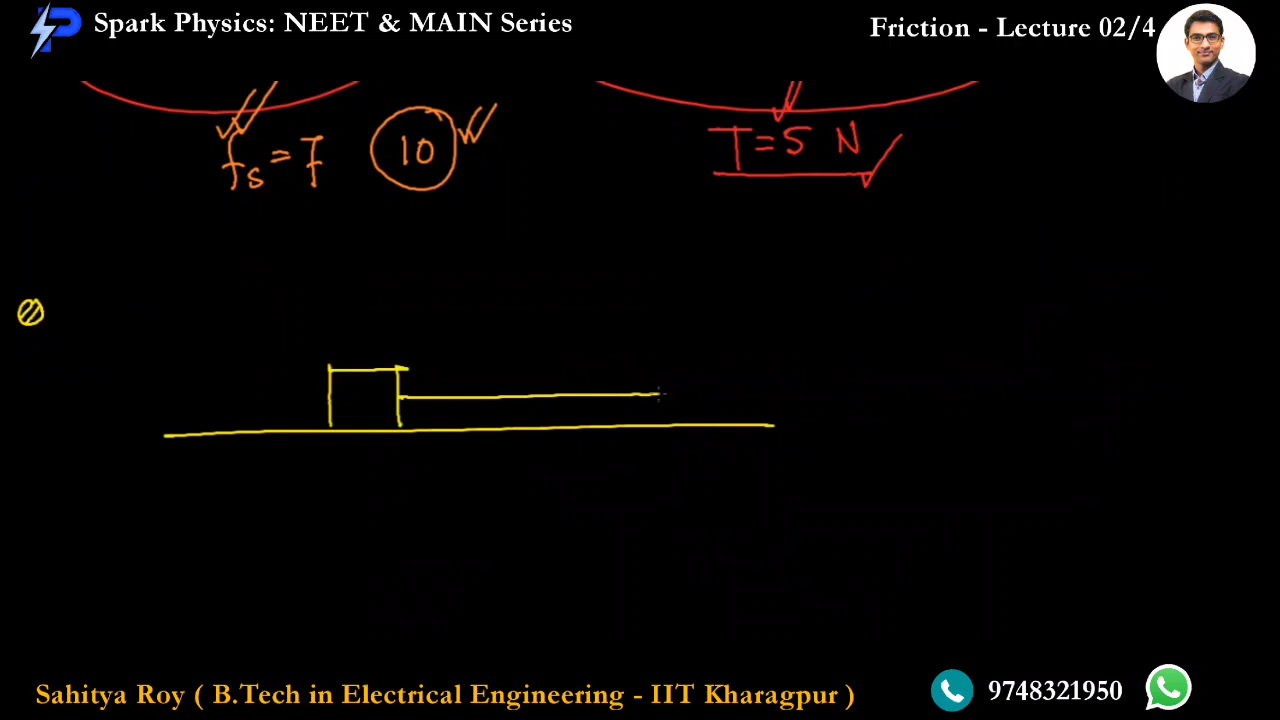 Spark Physics: NEET & MAIN Series
Friction - Lecture 02/4
fs = 7 10
T = 5 N
Sahitya Roy ( B.Tech in Electrical Engineering - IIT Kharagpur )
9748321950